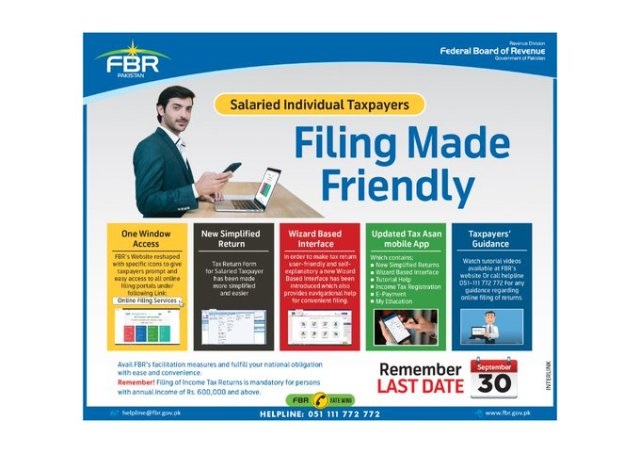 FBR
PAKISTAN
Revenue Division
Federal Board of Revenue
Government of Pakistan
Salaried Individual Taxpayers
Filing Made
Friendly
One Window
Access
FBR's Website reshaped
with specific icons to give
taxpayers prompt and
easy access to all online
filing portals under
following Link:
Online Filing Services
New Simplified
Return
Tax Return Form
for Salaried Taxpayer
has been made
more simplified
and easier
Wizard Based
Interface
In order to make tax return
user-friendly and self-
explanatory a new Wizard
Based Interface has been
introduced which also
provides navigational help
for convenient filing.
Updated Tax Asan
mobile App
Which contains:
• New Simplified Returns
• Wizard Based Interface
• Tutorial Help
• Income Tax Registration
• E-Payment
• My Education
Taxpayers'
Guidance
Watch tutorial videos
available at FBR's
website Or call helpline
051-111 772 772 For any
guidance regarding
online filing of returns
Avail FBR's facilitation measures and fulfill your national obligation
with ease and convenience.
Remember! Filing of Income Tax Returns is mandatory for persons
with annual income of Rs. 600,000 and above.
Remember
LAST DATE
September
30
INTERLINK
FBR
helpline@fbr.gov.pk
HELPLINE: 051 111 772 772
www.fbr.gov.pk